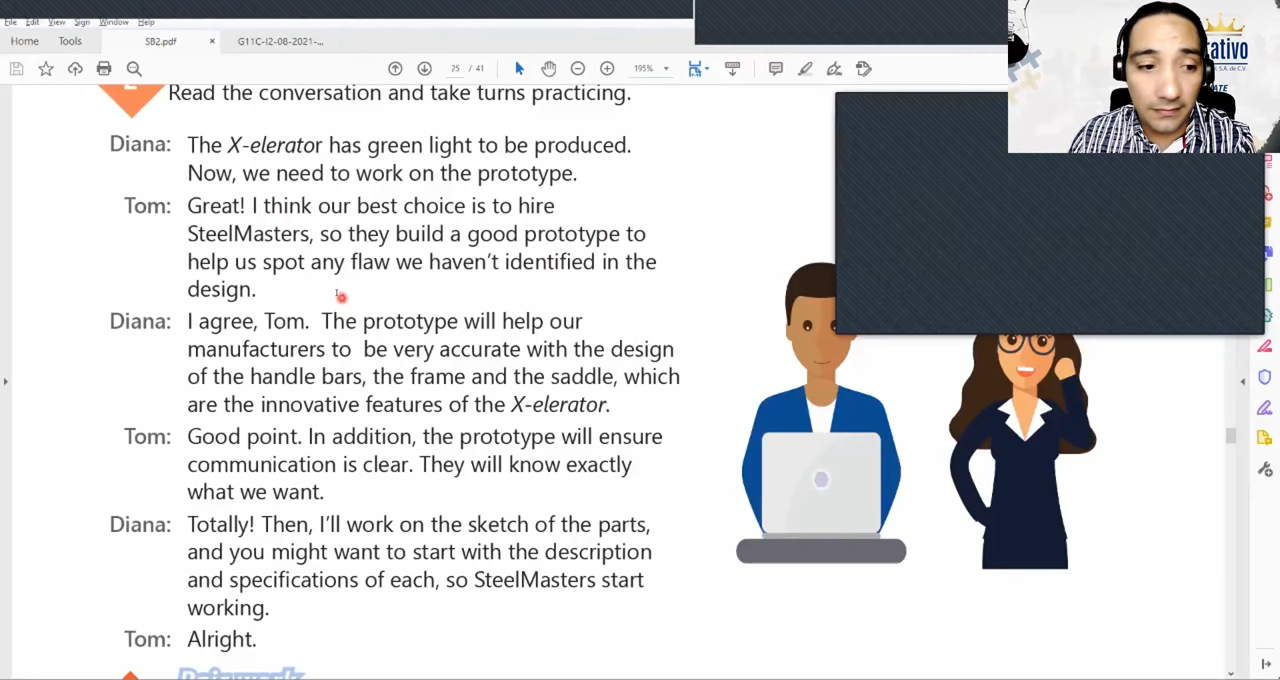 File Edit View Sign Window Help
Home Tools SB2.pdf × G11C-I2-08-2021-...
25 / 41 195%
Read the conversation and take turns practicing.
Diana: The X-elerator has green light to be produced.
Now, we need to work on the prototype.
Tom: Great! I think our best choice is to hire
SteelMasters, so they build a good prototype to
help us spot any flaw we haven't identified in the
design.
Diana: I agree, Tom. The prototype will help our
manufacturers to be very accurate with the design
of the handle bars, the frame and the saddle, which
are the innovative features of the X-elerator.
Tom: Good point. In addition, the prototype will ensure
communication is clear. They will know exactly
what we want.
Diana: Totally! Then, I'll work on the sketch of the parts,
and you might want to start with the description
and specifications of each, so SteelMasters start
working.
Tom: Alright.
Pair work
ativo
S.A. de C.V.